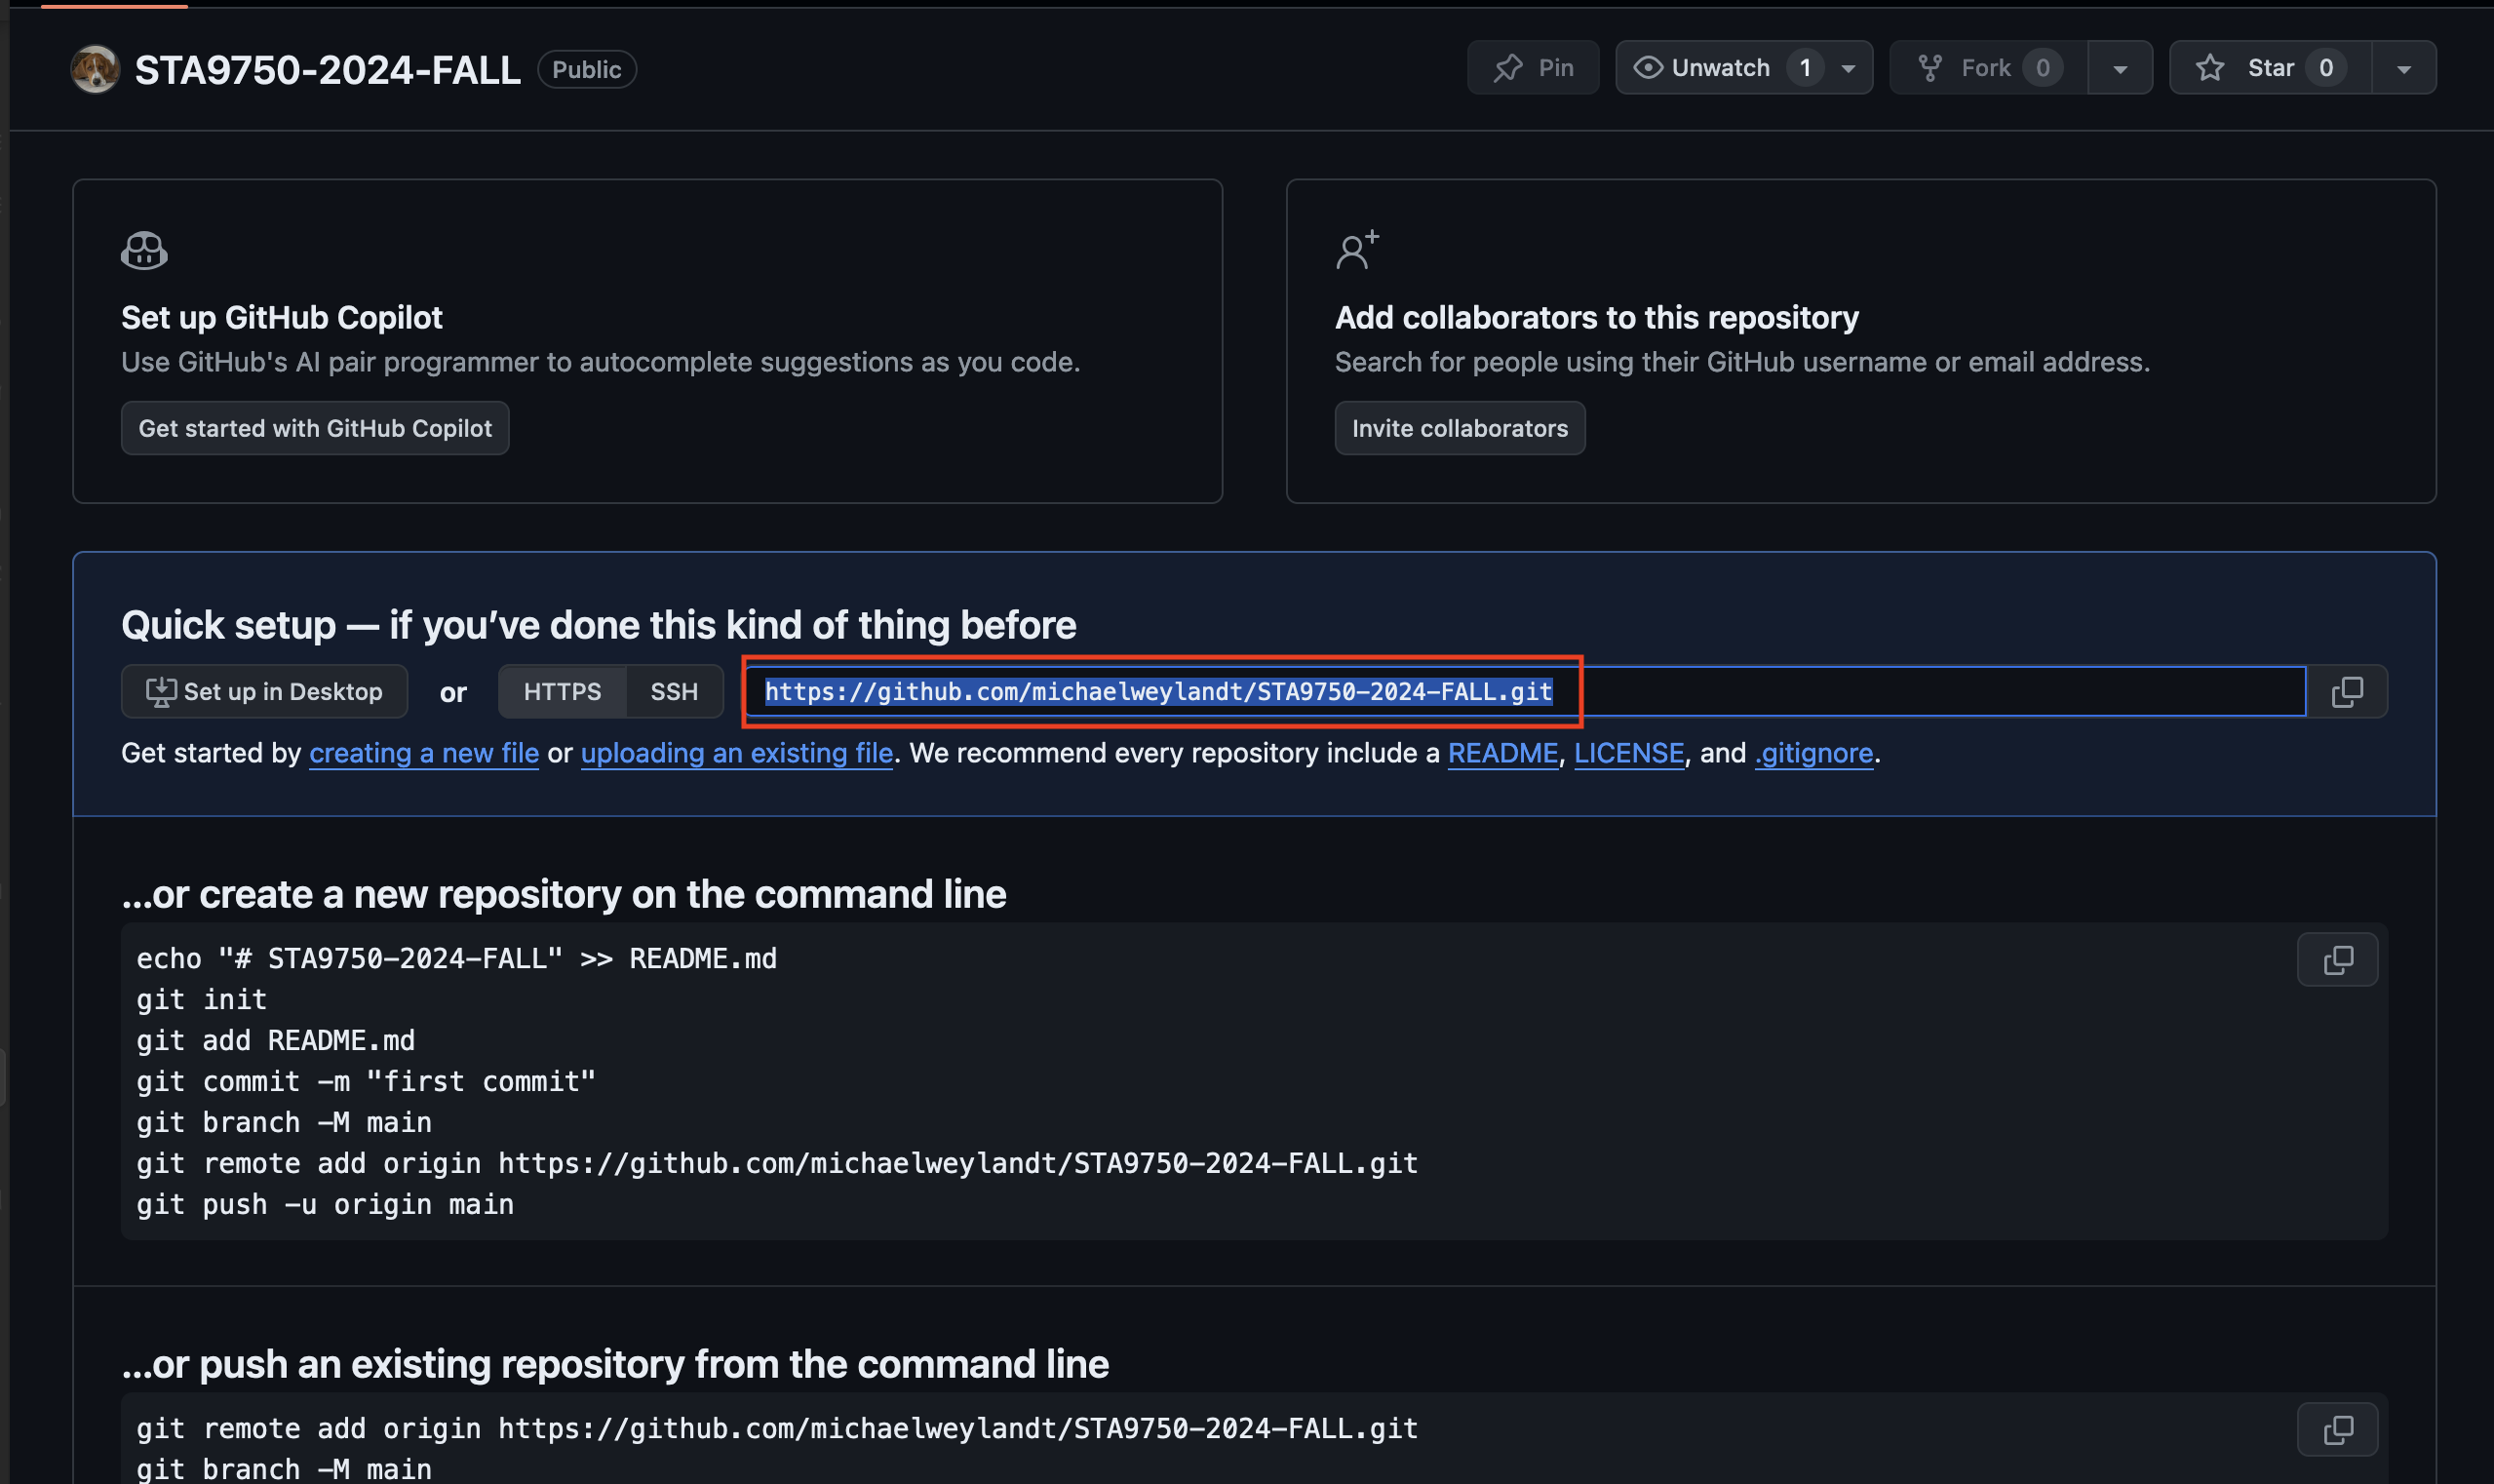 STA9750-2024-FALL Public Pin Unwatch 1 Fork 0 Star 0
Set up GitHub Copilot
Use GitHub's AI pair programmer to autocomplete suggestions as you code.
Get started with GitHub Copilot
Add collaborators to this repository
Search for people using their GitHub username or email address.
Invite collaborators
Quick setup — if you’ve done this kind of thing before
Set up in Desktop or HTTPS SSH https://github.com/michaelweylandt/STA9750-2024-FALL.git
Get started by creating a new file or uploading an existing file. We recommend every repository include a README, LICENSE, and .gitignore.
…or create a new repository on the command line
echo "# STA9750-2024-FALL" >> README.md
git init
git add README.md
git commit -m "first commit"
git branch -M main
git remote add origin https://github.com/michaelweylandt/STA9750-2024-FALL.git
git push -u origin main
…or push an existing repository from the command line
git remote add origin https://github.com/michaelweylandt/STA9750-2024-FALL.git
git branch -M main